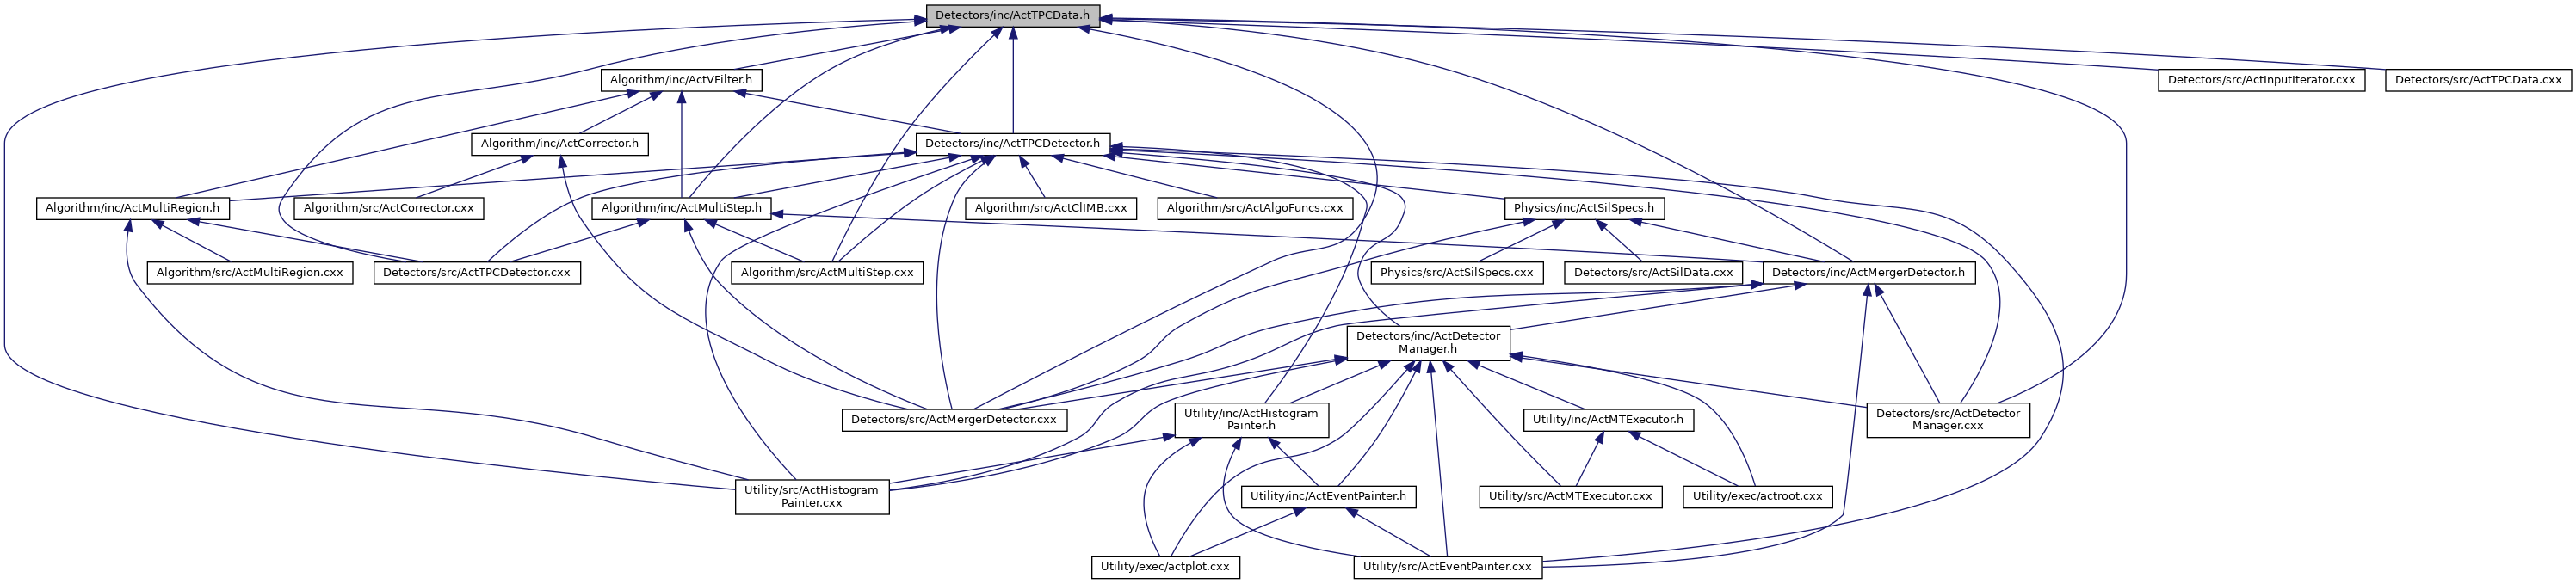 Detectors/inc/ActTPCData.h
Algorithm/inc/ActVFilter.h
Detectors/src/ActInputIterator.cxx
Detectors/src/ActTPCData.cxx
Algorithm/inc/ActCorrector.h
Detectors/inc/ActTPCDetector.h
Algorithm/inc/ActMultiRegion.h
Algorithm/src/ActCorrector.cxx
Algorithm/inc/ActMultiStep.h
Algorithm/src/ActClIMB.cxx
Algorithm/src/ActAlgoFuncs.cxx
Physics/inc/ActSilSpecs.h
Algorithm/src/ActMultiRegion.cxx
Detectors/src/ActTPCDetector.cxx
Algorithm/src/ActMultiStep.cxx
Physics/src/ActSilSpecs.cxx
Detectors/src/ActSilData.cxx
Detectors/inc/ActMergerDetector.h
Detectors/inc/ActDetector
Manager.h
Detectors/src/ActMergerDetector.cxx
Utility/inc/ActHistogram
Painter.h
Utility/inc/ActMTExecutor.h
Detectors/src/ActDetector
Manager.cxx
Utility/src/ActHistogram
Painter.cxx
Utility/inc/ActEventPainter.h
Utility/src/ActMTExecutor.cxx
Utility/exec/actroot.cxx
Utility/exec/actplot.cxx
Utility/src/ActEventPainter.cxx